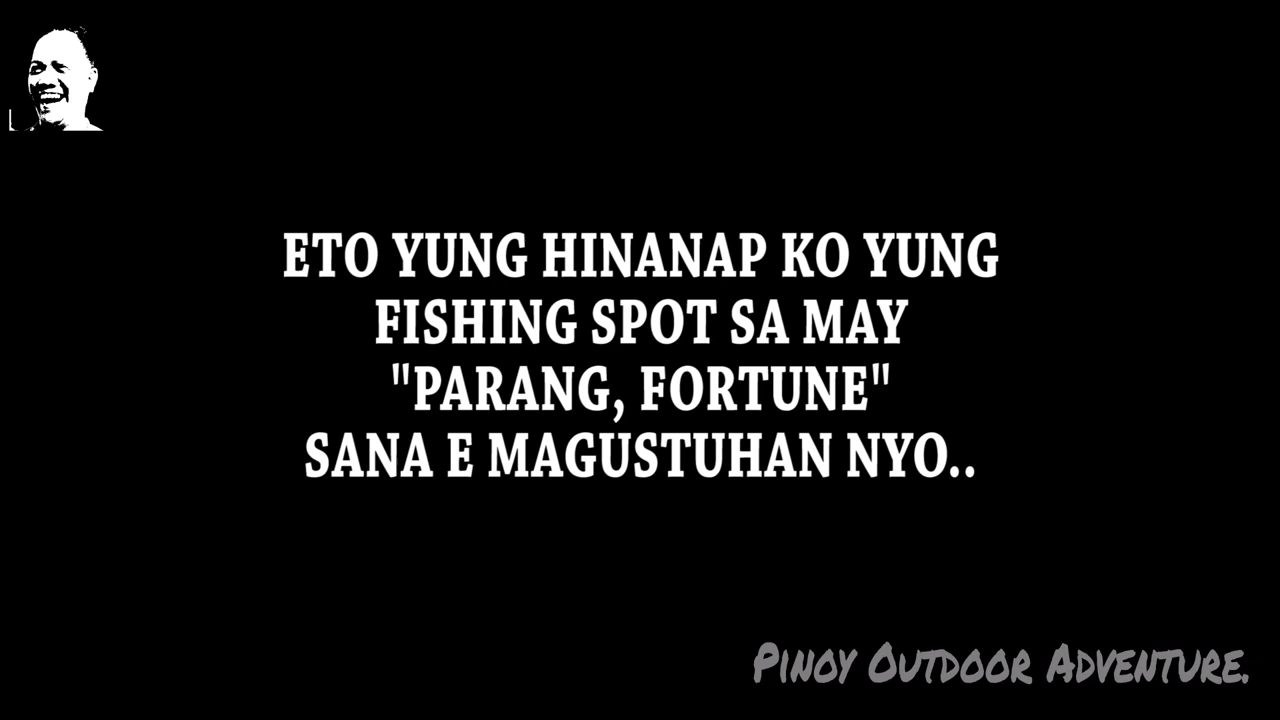 ETO YUNG HINANAP KO YUNG
FISHING SPOT SA MAY
"PARANG, FORTUNE"
SANA E MAGUSTUHAN NYO..
PINOY OUTDOOR ADVENTURE.